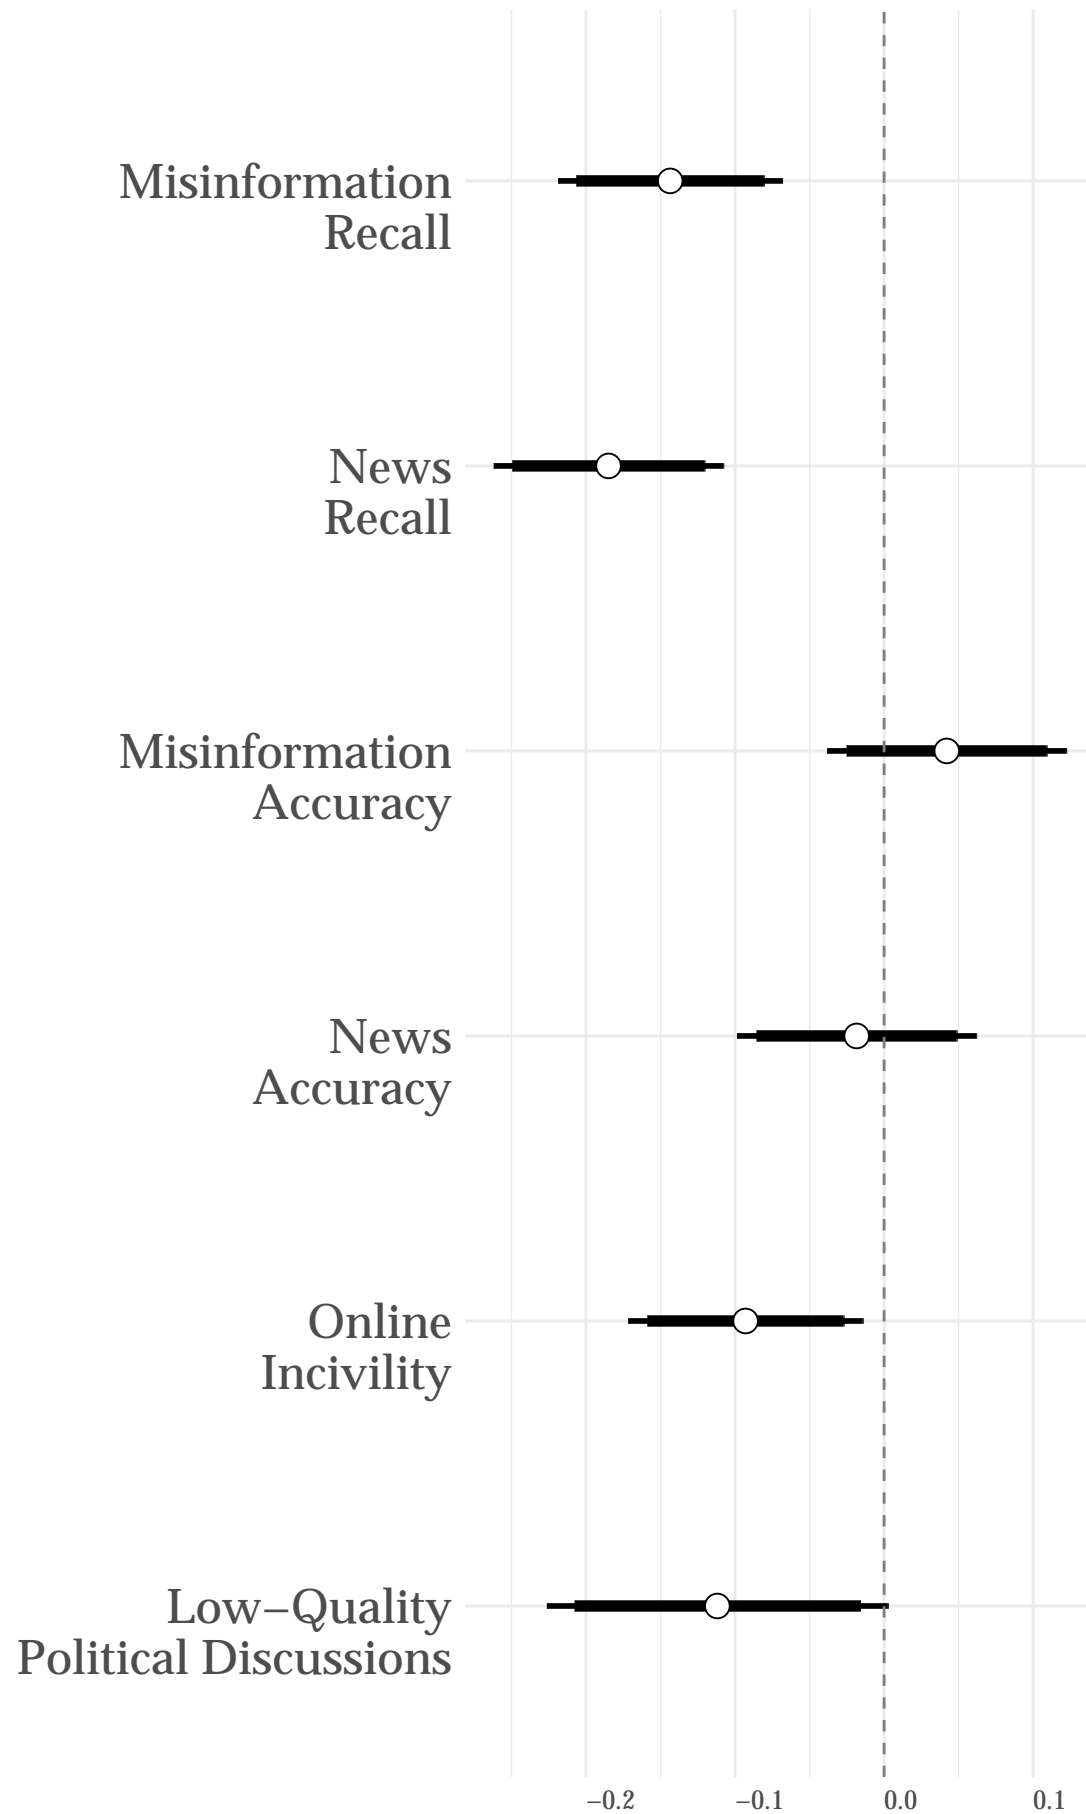 Misinformation
Recall
News
Recall
Misinformation
Accuracy
News
Accuracy
Online
Incivility
Low−Quality
Political Discussions
−0.2 −0.1 0.0 0.1